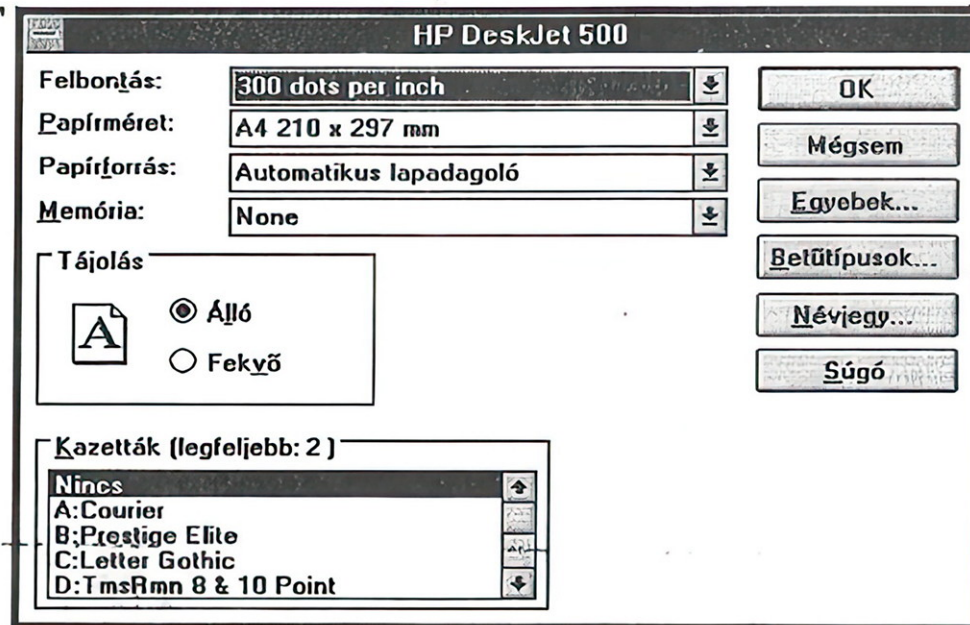 HP DeskJet 500
Felbontás: 300 dots per inch
Papírméret: A4 210 x 297 mm
Papírforrás: Automatikus lapadagoló
Memória: None
OK
Mégsem
Egyebek...
Betűtípusok...
Névjegy...
Súgó
Tájolás
A
Álló
Fekvő
Kazetták (legfeljebb: 2 )
Nincs
A:Courier
B:Prestige Elite
C:Letter Gothic
D:TmsRmn 8 & 10 Point